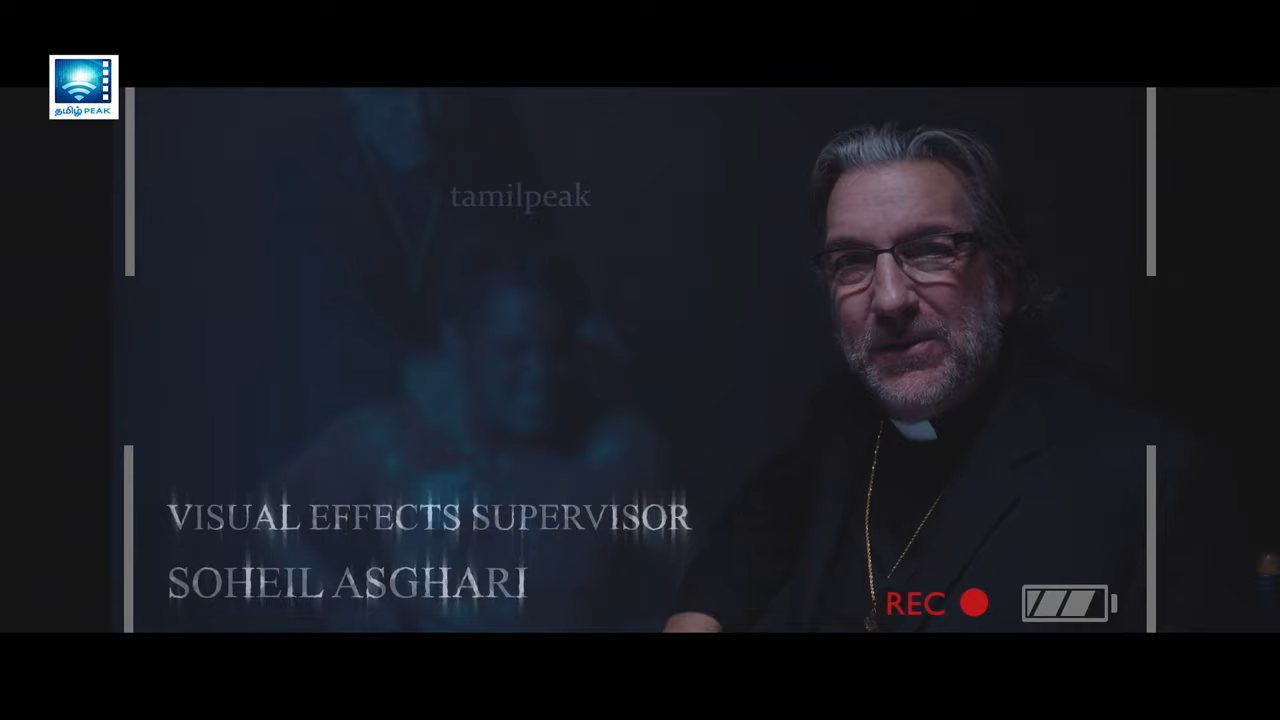 தமிழ் PEAK
tamilpeak
VISUAL EFFECTS SUPERVISOR
SOHEIL ASGHARI
REC